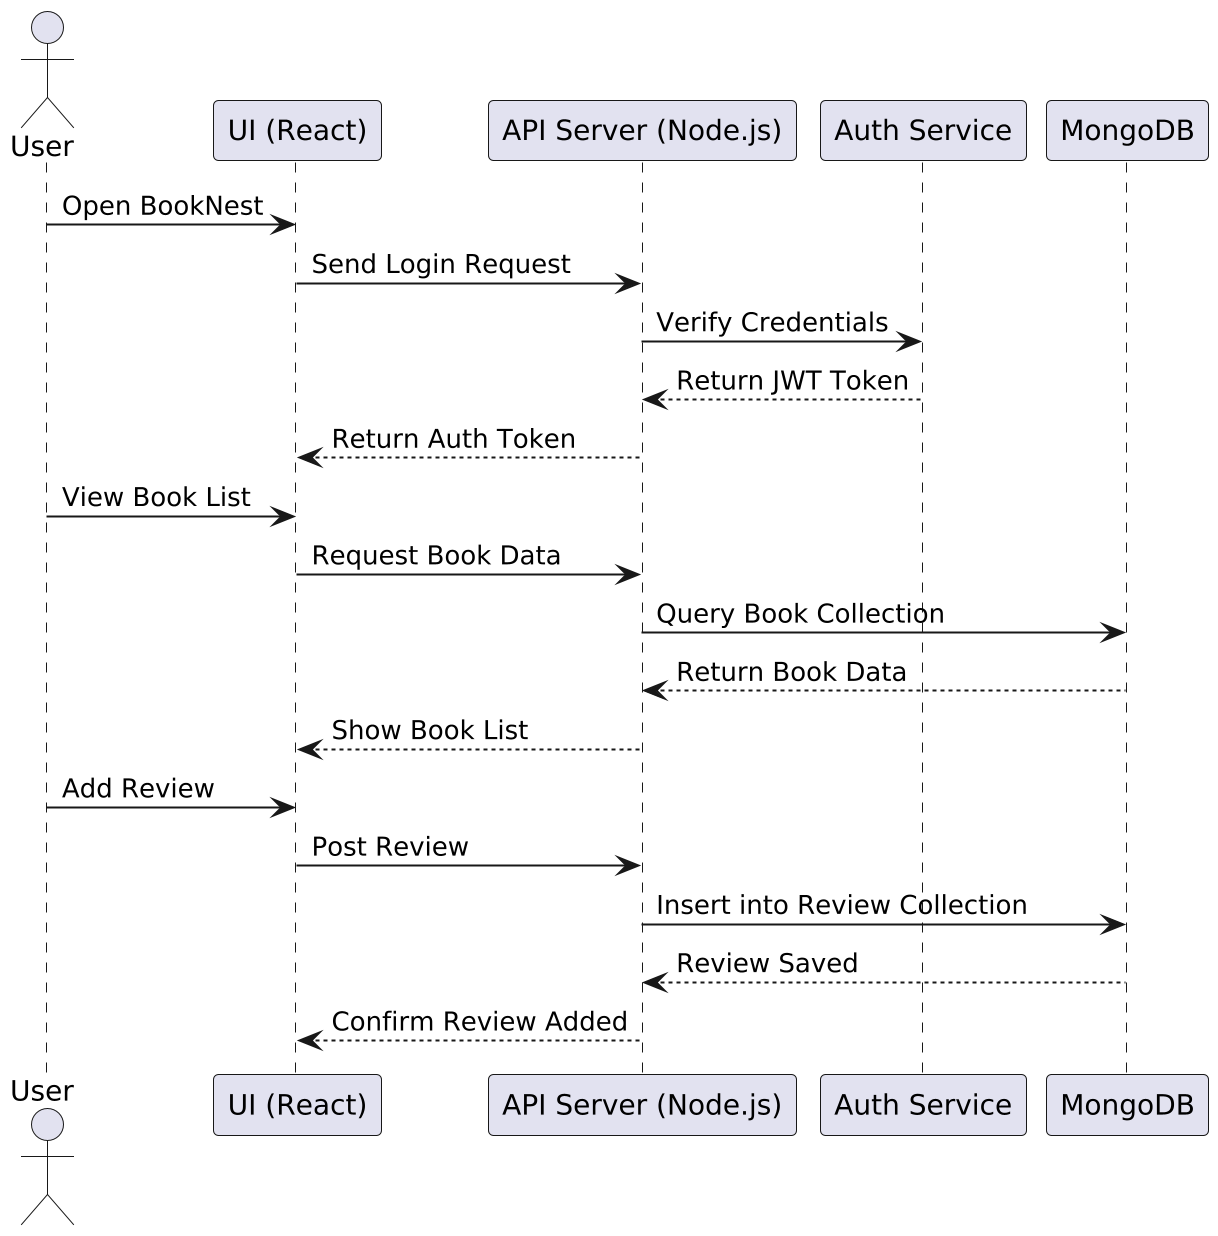 User
UI (React)
API Server (Node.js)
Auth Service
MongoDB
Open BookNest
Send Login Request
Verify Credentials
Return JWT Token
Return Auth Token
View Book List
Request Book Data
Query Book Collection
Return Book Data
Show Book List
Add Review
Post Review
Insert into Review Collection
Review Saved
Confirm Review Added
User
UI (React)
API Server (Node.js)
Auth Service
MongoDB